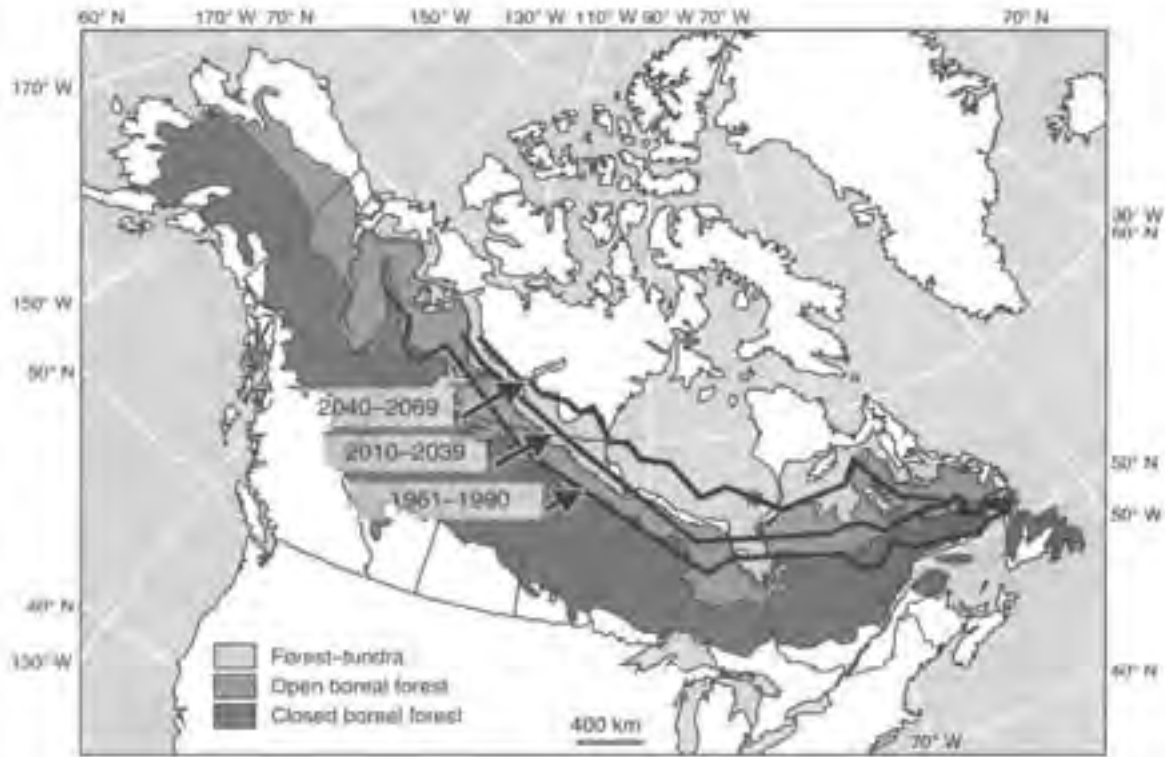 60° N
170° W
70° N
150° W
130° W
110° W
90° W
70° W
70° N
170° W
30° W
60° N
150° W
50° N
2040–2069
2010–2039
1961–1990
50° N
50° W
40° N
130° W
40° N
Forest–tundra
Open boreal forest
Closed boreal forest
400 km
70° W